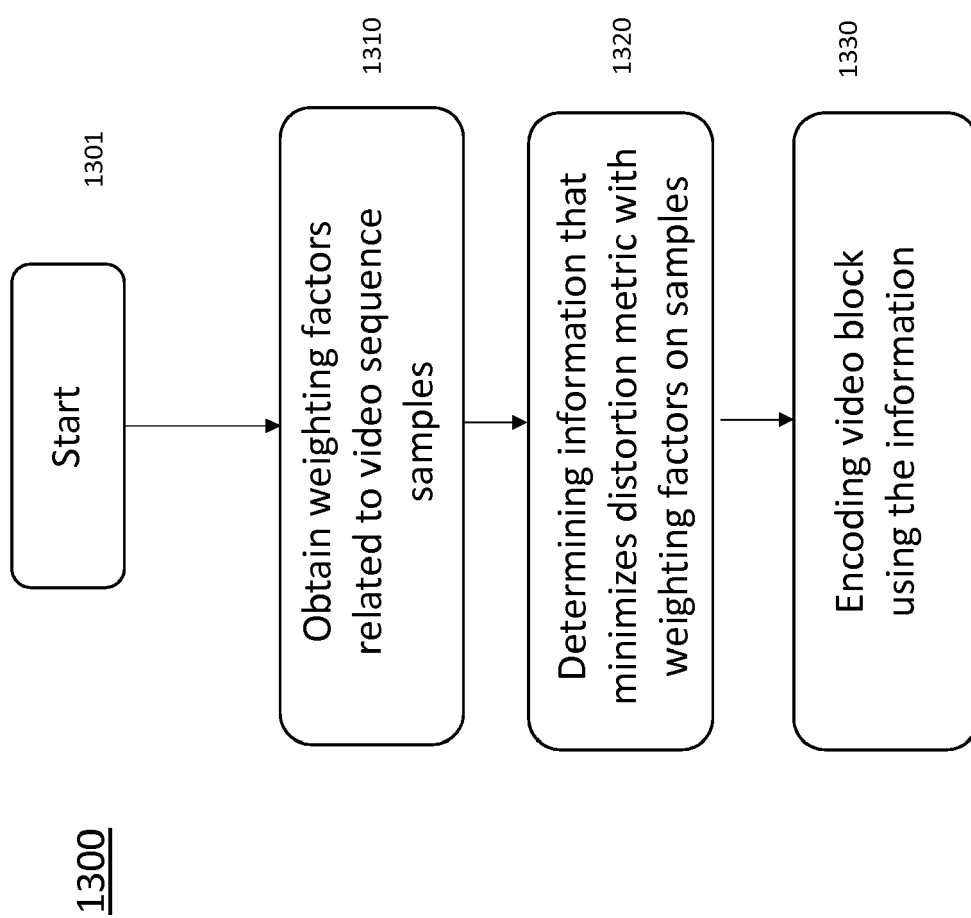 1300
Start
1301
Obtain weighting factors
related to video sequence
samples
1310
Determining information that
minimizes distortion metric with
weighting factors on samples
1320
Encoding video block
using the information
1330